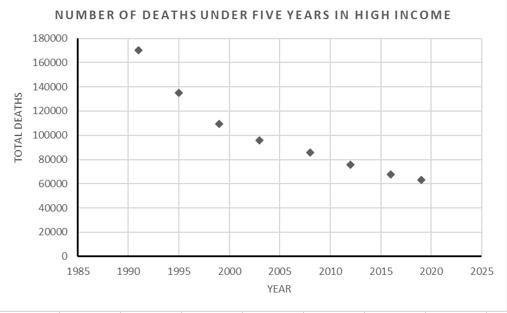 NUMBER OF DEATHS UNDER FIVE YEARS IN HIGH INCOME
180000
160000
140000
120000
100000
80000
60000
40000
20000
0
TOTAL DEATHS
1985 1990 1995 2000 2005 2010 2015 2020 2025
YEAR